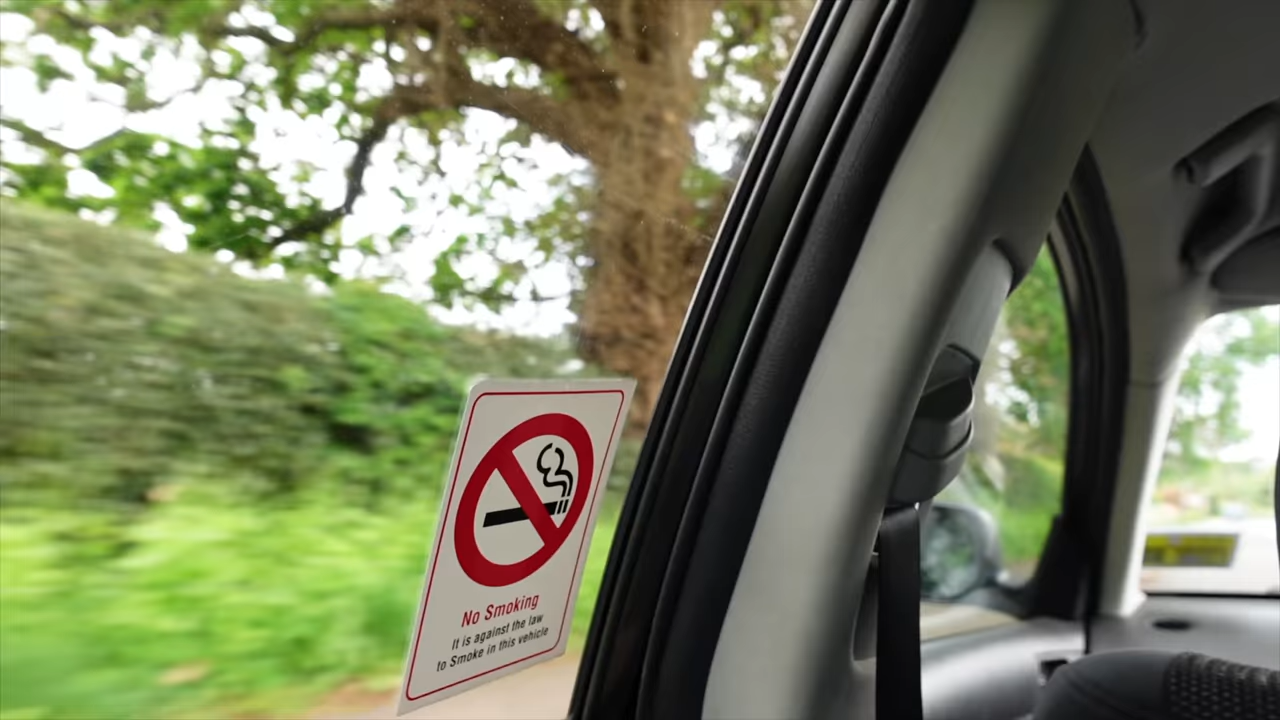 No Smoking
It is against the law
to Smoke in this vehicle